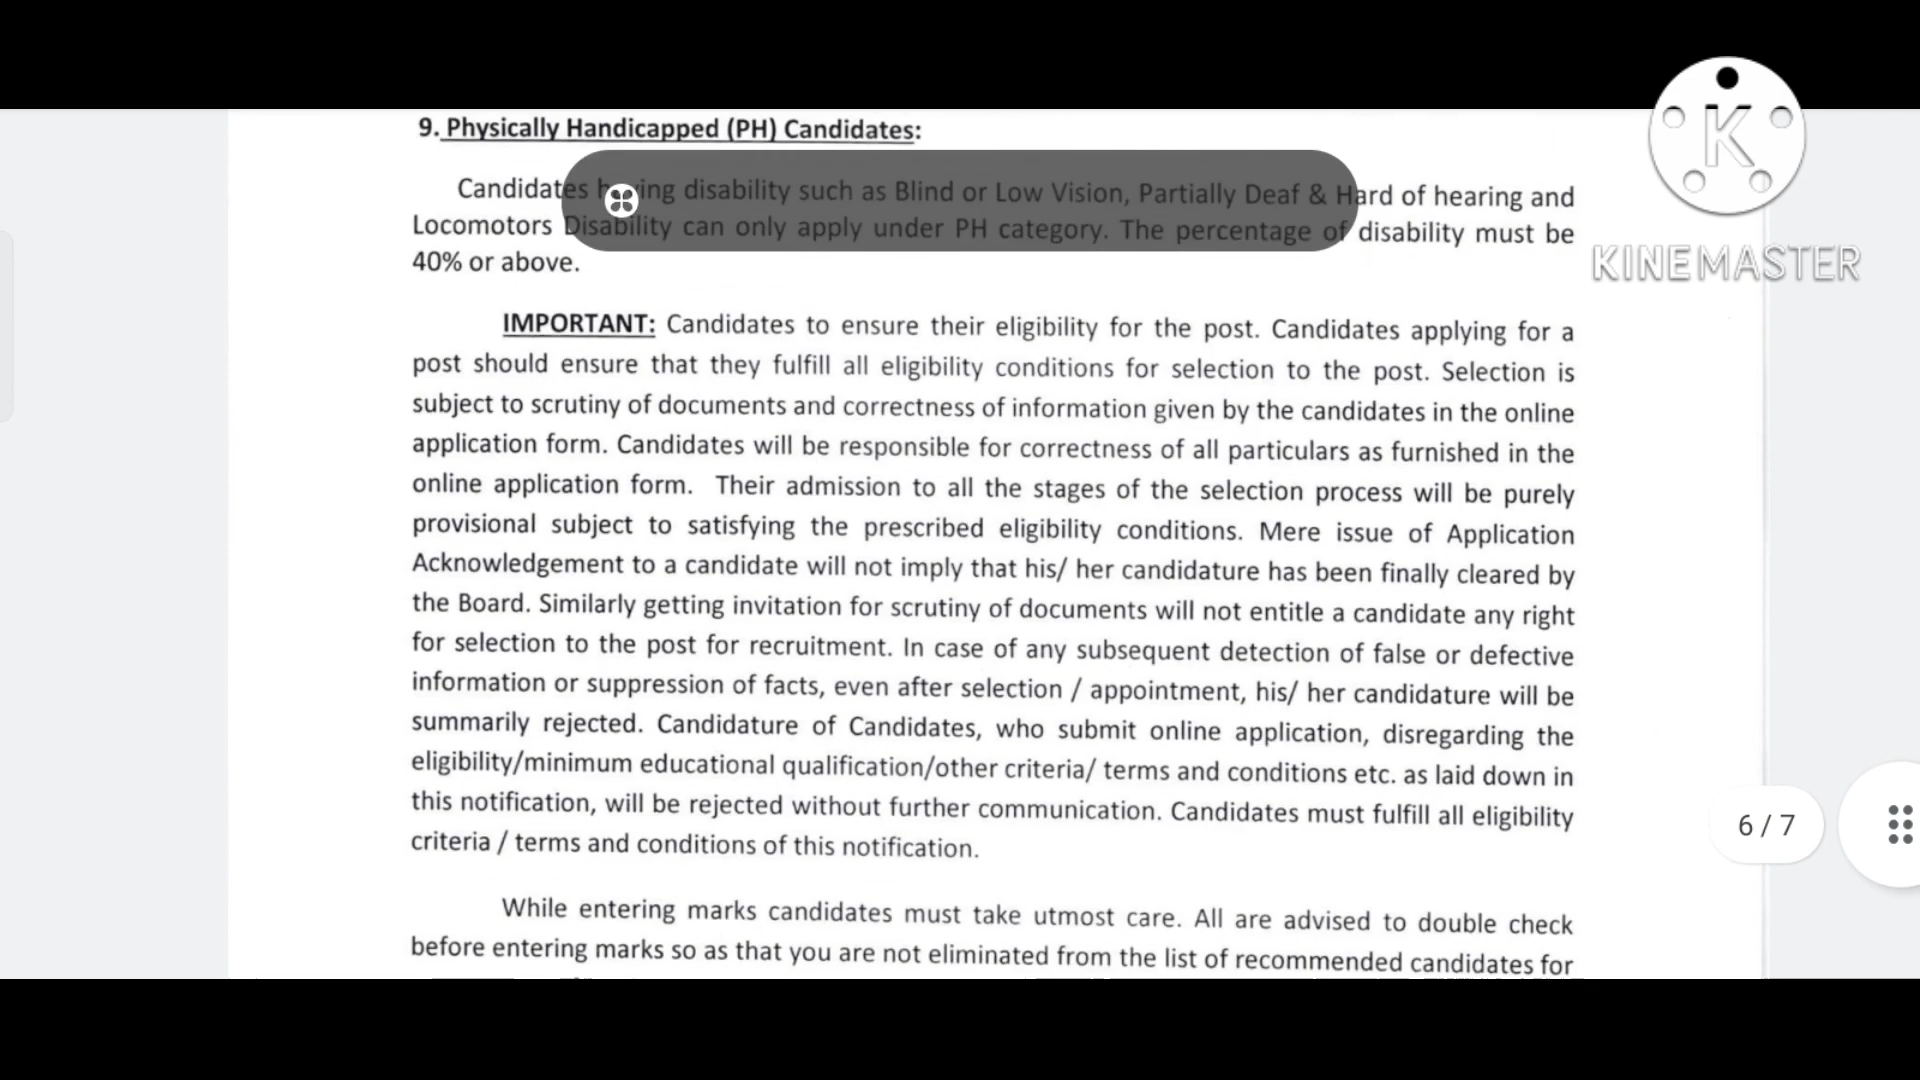 9. Physically Handicapped (PH) Candidates:
Candidates having disability such as Blind or Low Vision, Partially Deaf & Hard of hearing and
Locomotors Disability can only apply under PH category. The percentage of disability must be
40% or above.
IMPORTANT: Candidates to ensure their eligibility for the post. Candidates applying for a
post should ensure that they fulfill all eligibility conditions for selection to the post. Selection is
subject to scrutiny of documents and correctness of information given by the candidates in the online
application form. Candidates will be responsible for correctness of all particulars as furnished in the
online application form. Their admission to all the stages of the selection process will be purely
provisional subject to satisfying the prescribed eligibility conditions. Mere issue of Application
Acknowledgement to a candidate will not imply that his/ her candidature has been finally cleared by
the Board. Similarly getting invitation for scrutiny of documents will not entitle a candidate any right
for selection to the post for recruitment. In case of any subsequent detection of false or defective
information or suppression of facts, even after selection / appointment, his/ her candidature will be
summarily rejected. Candidature of Candidates, who submit online application, disregarding the
eligibility/minimum educational qualification/other criteria/ terms and conditions etc. as laid down in
this notification, will be rejected without further communication. Candidates must fulfill all eligibility
criteria / terms and conditions of this notification.
While entering marks candidates must take utmost care. All are advised to double check
before entering marks so as that you are not eliminated from the list of recommended candidates for
K
KINEMASTER
6 / 7